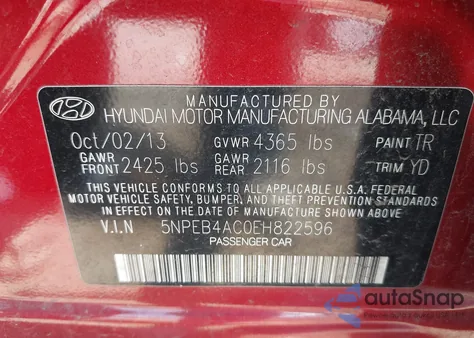 MANUFACTURED BY
HYUNDAI MOTOR MANUFACTURING ALABAMA, LLC
Oct/02/13 GVWR 4365 lbs PAINT TR
GAWR FRONT 2425 lbs GAWR REAR 2116 lbs TRIM YD
THIS VEHICLE CONFORMS TO ALL APPLICABLE U.S.A. FEDERAL
MOTOR VEHICLE SAFETY, BUMPER, AND THEFT PREVENTION STANDARDS
IN EFFECT ON THE DATE OF MANUFACTURE SHOWN ABOVE.
V.I.N 5NPEB4AC0EH822596
PASSENGER CAR
autoSnap